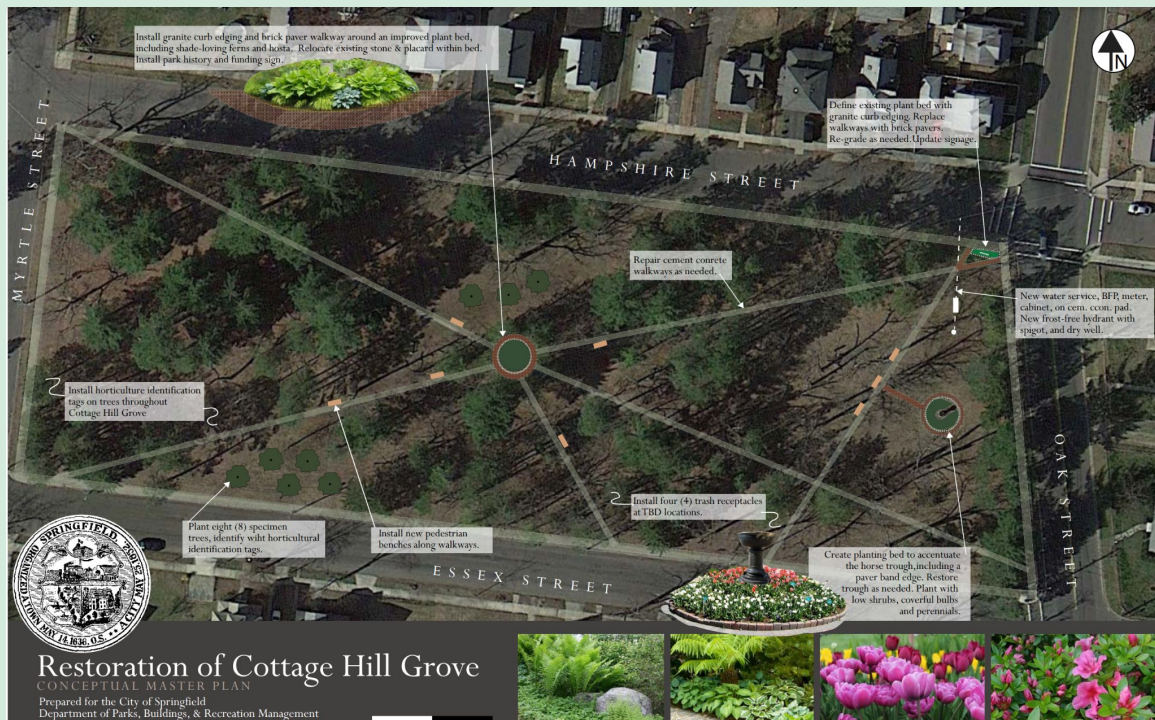 Install granite curb edging and brick paver walkway around an improved plant bed,
including shade-loving ferns and hosta. Relocate existing stone & placard within bed.
Install park history and funding sign.
N
Define existing plant bed with
granite curb edging. Replace
walkways with brick pavers.
Re-grade as needed.Update signage.
MYRTLE STREET
HAMPSHIRE STREET
Repair cement conrete
walkways as needed.
New water service, BFP, meter,
cabinet, on cem. ccon. pad.
New frost-free hydrant with
spigot, and dry well.
Install horticulture identification
tags on trees throughout
Cottage Hill Grove
OAK STREET
Plant eight (8) specimen
trees, identify wiht horticultural
identification tags.
Install new pedestrian
benches along walkways.
Install four (4) trash receptacles
at TBD locations.
Create planting bed to accentuate
the horse trough,including a
paver band edge. Restore
trough as needed. Plant with
low shrubs, coverful bulbs
and perennials.
ESSEX STREET
SPRINGFIELD.
MAY 14.1636, O.S.
Restoration of Cottage Hill Grove
CONCEPTUAL MASTER PLAN
Prepared for the City of Springfield
Department of Parks, Buildings, & Recreation Management